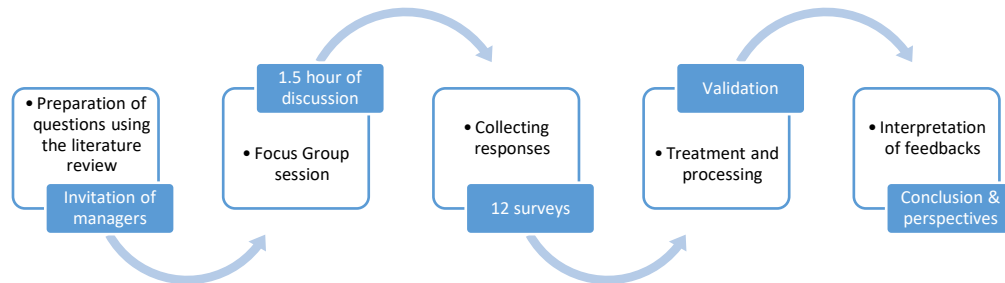 • Preparation of
questions using
the literature
review
Invitation of
managers
1.5 hour of
discussion
• Focus Group
session
• Collecting
responses
12 surveys
Validation
• Treatment and
processing
• Interpretation
of feedbacks
Conclusion &
perspectives